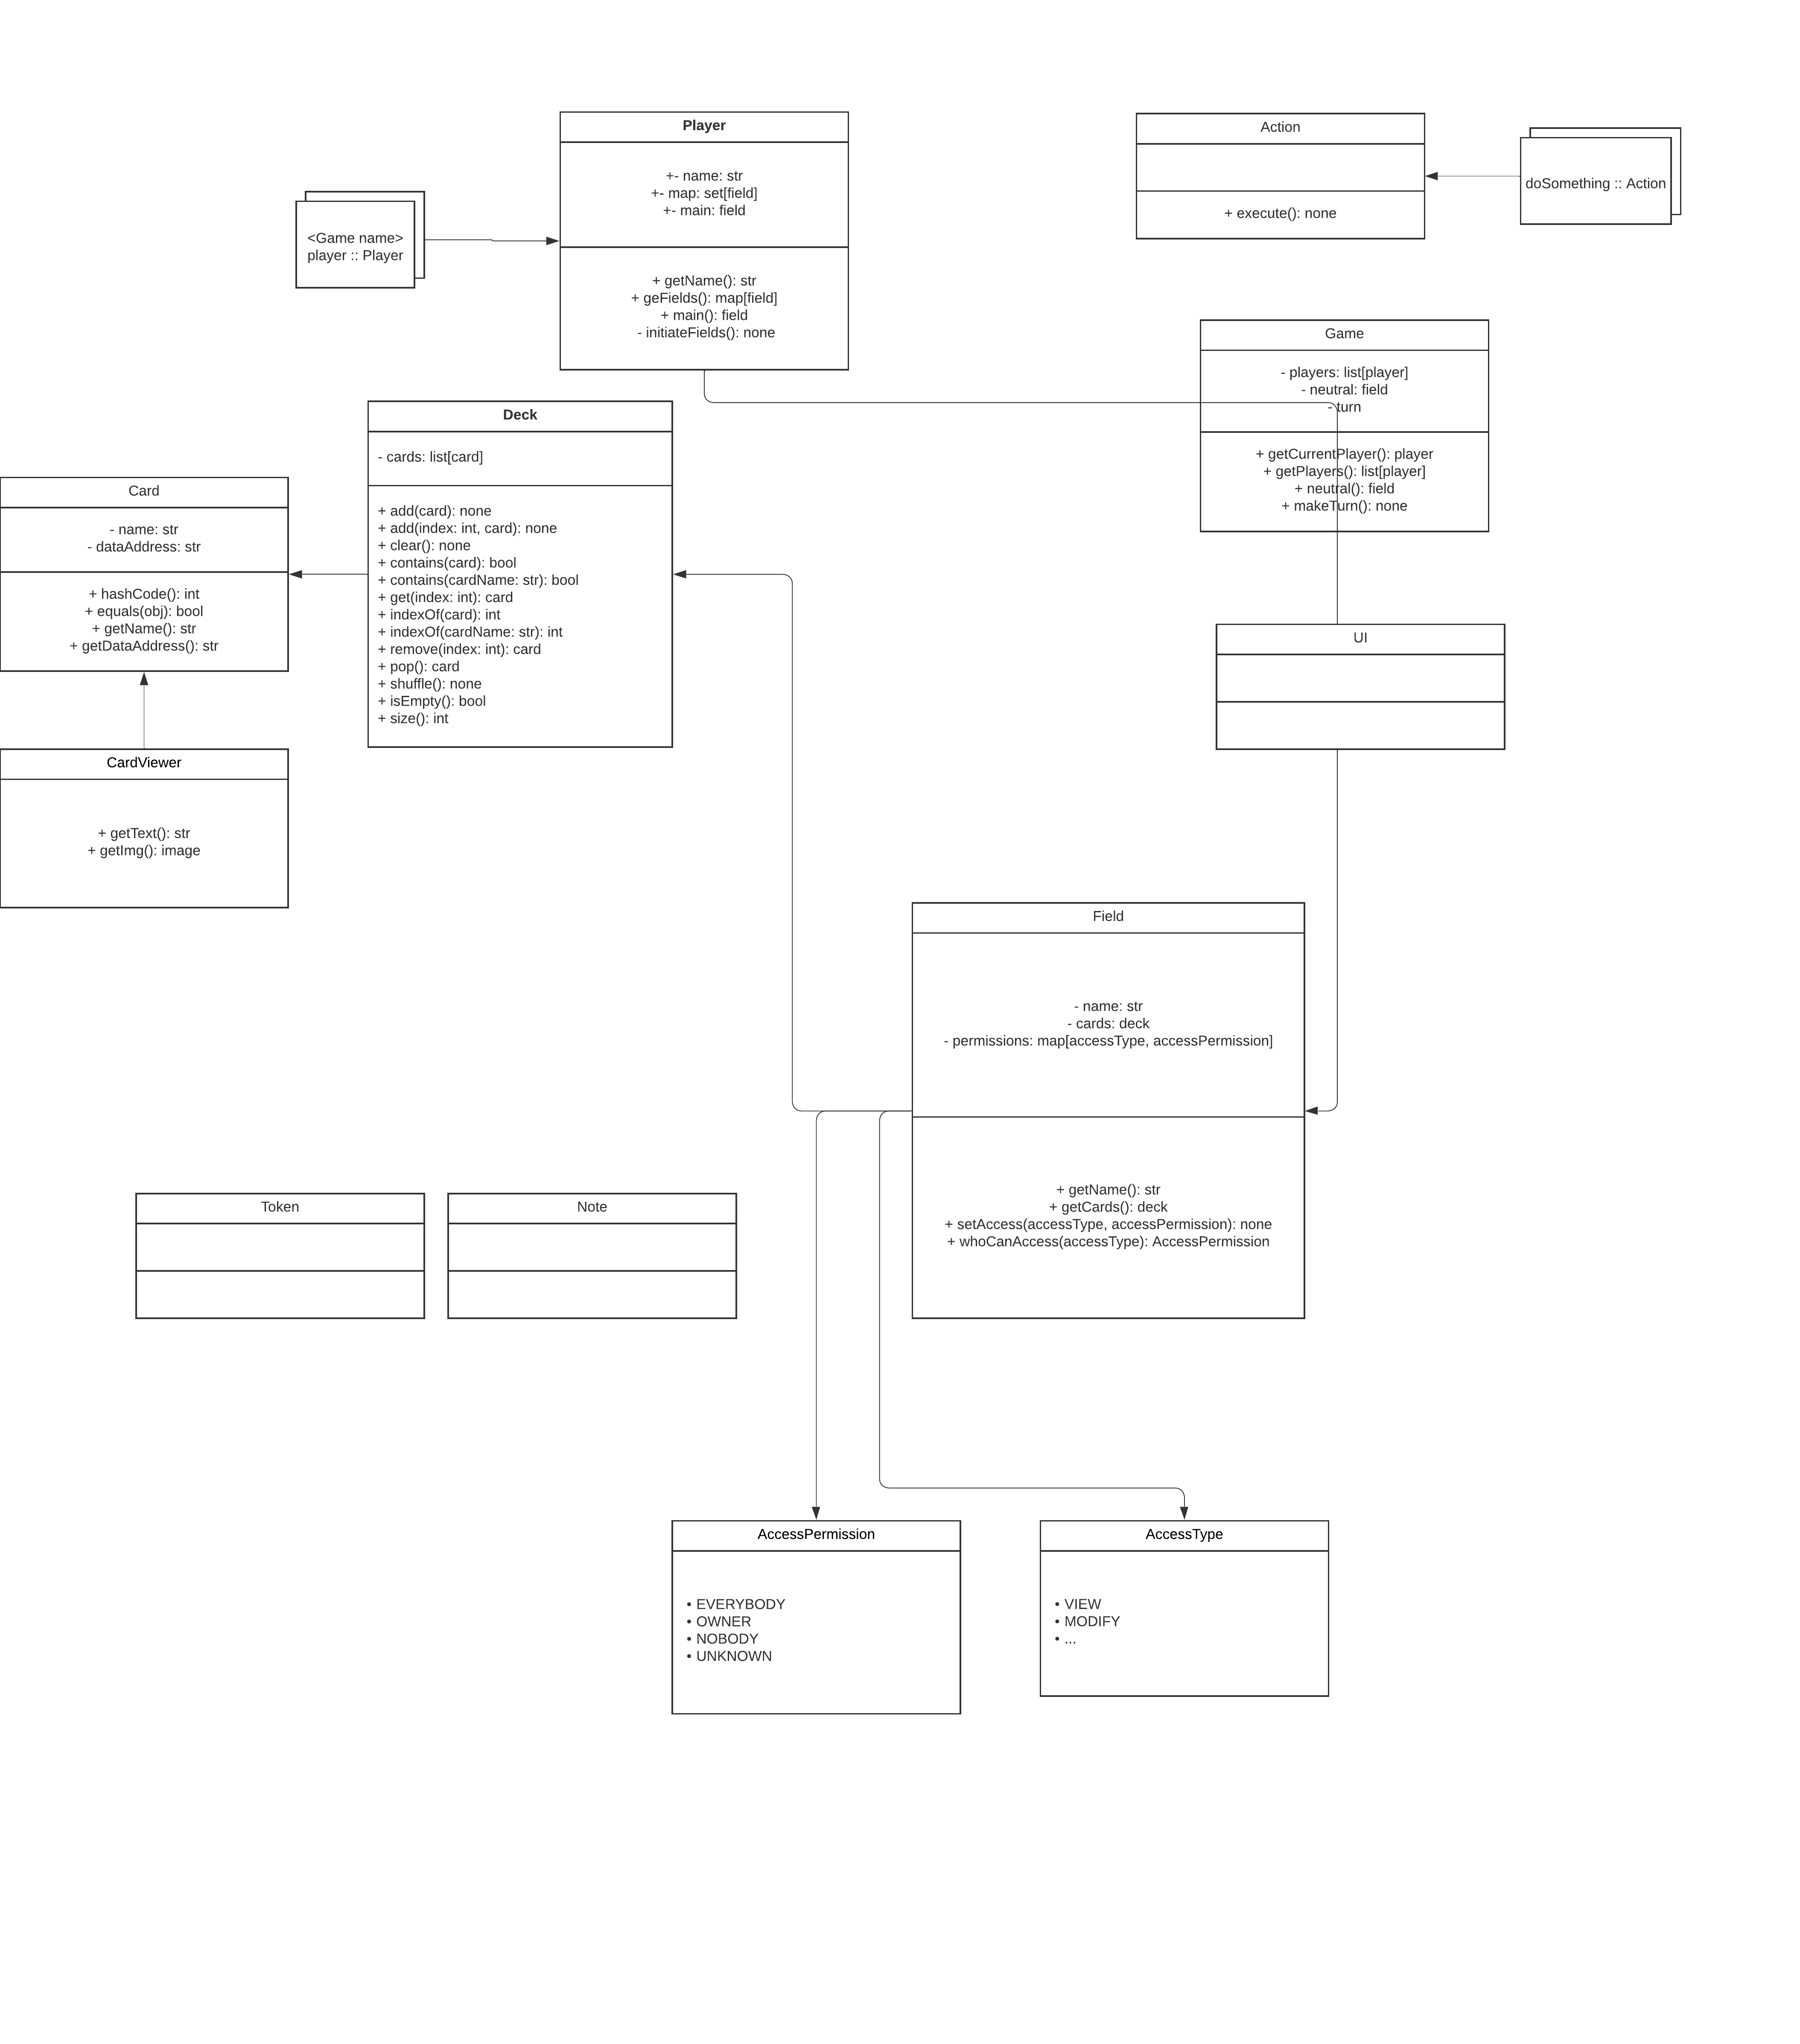 Player
+- name: str
+- map: set[field]
+- main: field
+ getName(): str
+ geFields(): map[field]
+ main(): field
- initiateFields(): none
<Game name>
player :: Player
Action
+ execute(): none
doSomething :: Action
Game
- players: list[player]
- neutral: field
- turn
+ getCurrentPlayer(): player
+ getPlayers(): list[player]
+ neutral(): field
+ makeTurn(): none
Deck
- cards: list[card]
+ add(card): none
+ add(index: int, card): none
+ clear(): none
+ contains(card): bool
+ contains(cardName: str): bool
+ get(index: int): card
+ indexOf(card): int
+ indexOf(cardName: str): int
+ remove(index: int): card
+ pop(): card
+ shuffle(): none
+ isEmpty(): bool
+ size(): int
Card
- name: str
- dataAddress: str
+ hashCode(): int
+ equals(obj): bool
+ getName(): str
+ getDataAddress(): str
UI
CardViewer
+ getText(): str
+ getImg(): image
Field
- name: str
- cards: deck
- permissions: map[accessType, accessPermission]
+ getName(): str
+ getCards(): deck
+ setAccess(accessType, accessPermission): none
+ whoCanAccess(accessType): AccessPermission
Token
Note
AccessPermission
• EVERYBODY
• OWNER
• NOBODY
• UNKNOWN
AccessType
• VIEW
• MODIFY
• ...